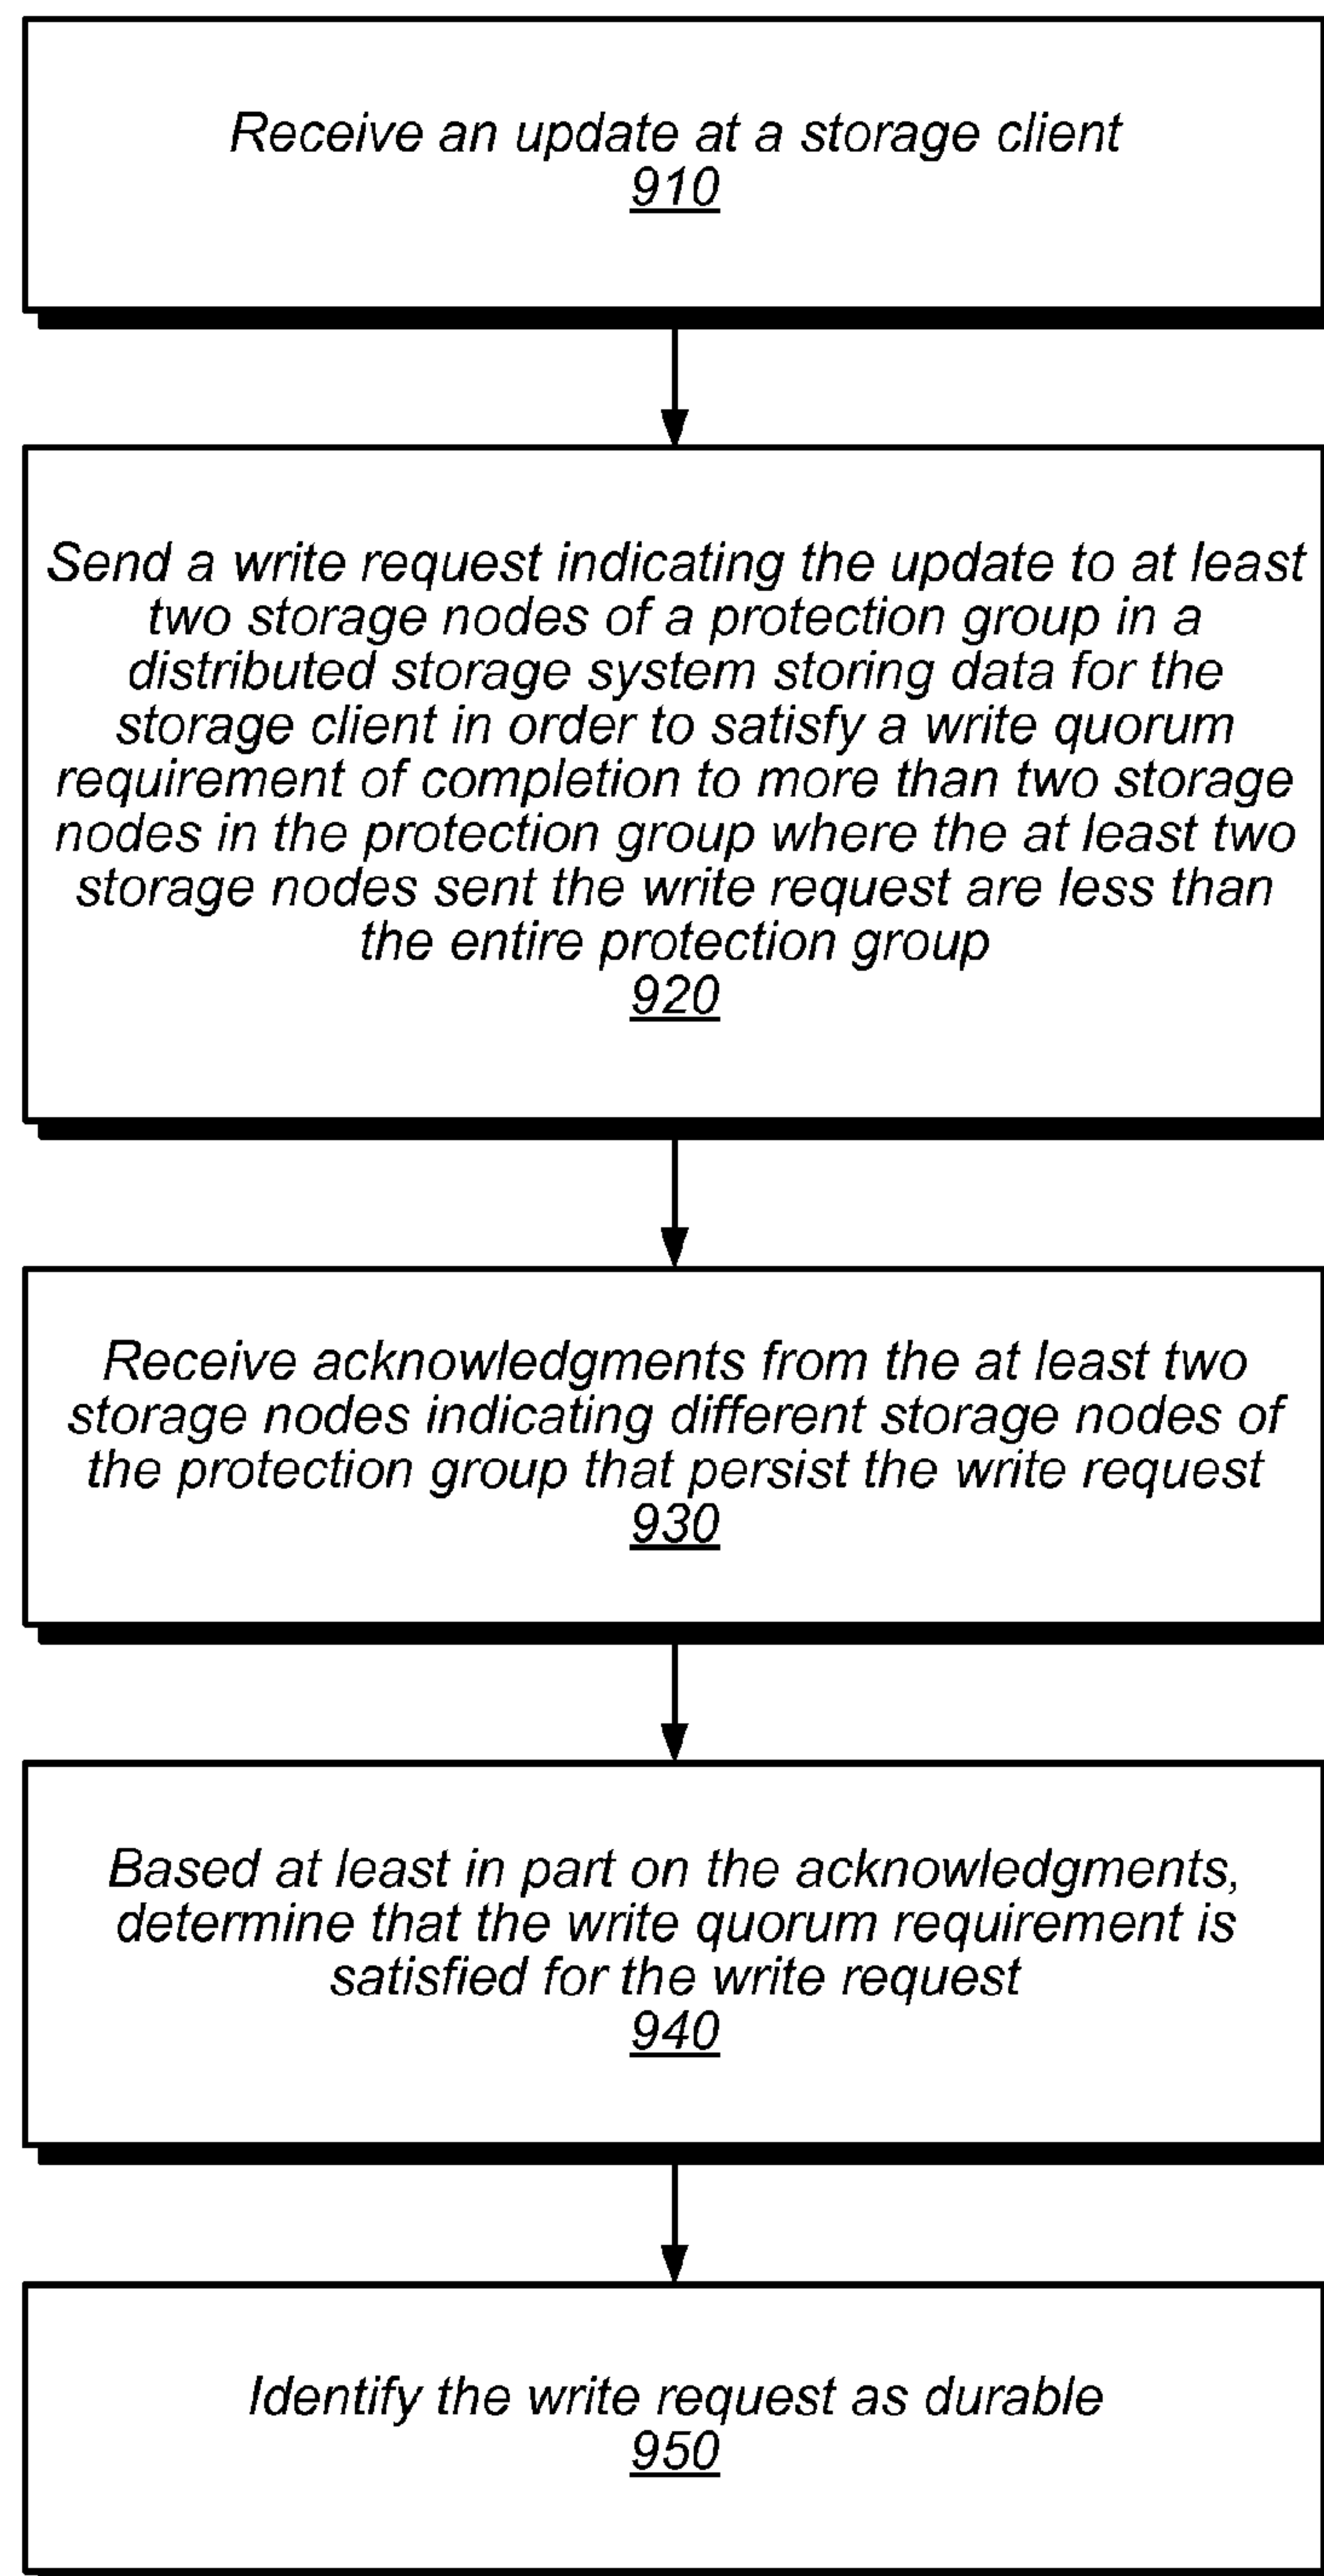 Receive an update at a storage client
910
Send a write request indicating the update to at least
two storage nodes of a protection group in a
distributed storage system storing data for the
storage client in order to satisfy a write quorum
requirement of completion to more than two storage
nodes in the protection group where the at least two
storage nodes sent the write request are less than
the entire protection group
920
Receive acknowledgments from the at least two
storage nodes indicating different storage nodes of
the protection group that persist the write request
930
Based at least in part on the acknowledgments,
determine that the write quorum requirement is
satisfied for the write request
940
Identify the write request as durable
950